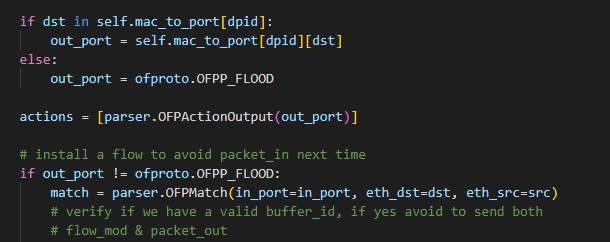 if dst in self.mac_to_port[dpid]:
    out_port = self.mac_to_port[dpid][dst]
else:
    out_port = ofproto.OFPP_FLOOD
actions = [parser.OFPActionOutput(out_port)]
# install a flow to avoid packet_in next time
if out_port != ofproto.OFPP_FLOOD:
    match = parser.OFPMatch(in_port=in_port, eth_dst=dst, eth_src=src)
    # verify if we have a valid buffer_id, if yes avoid to send both
    # flow_mod & packet_out